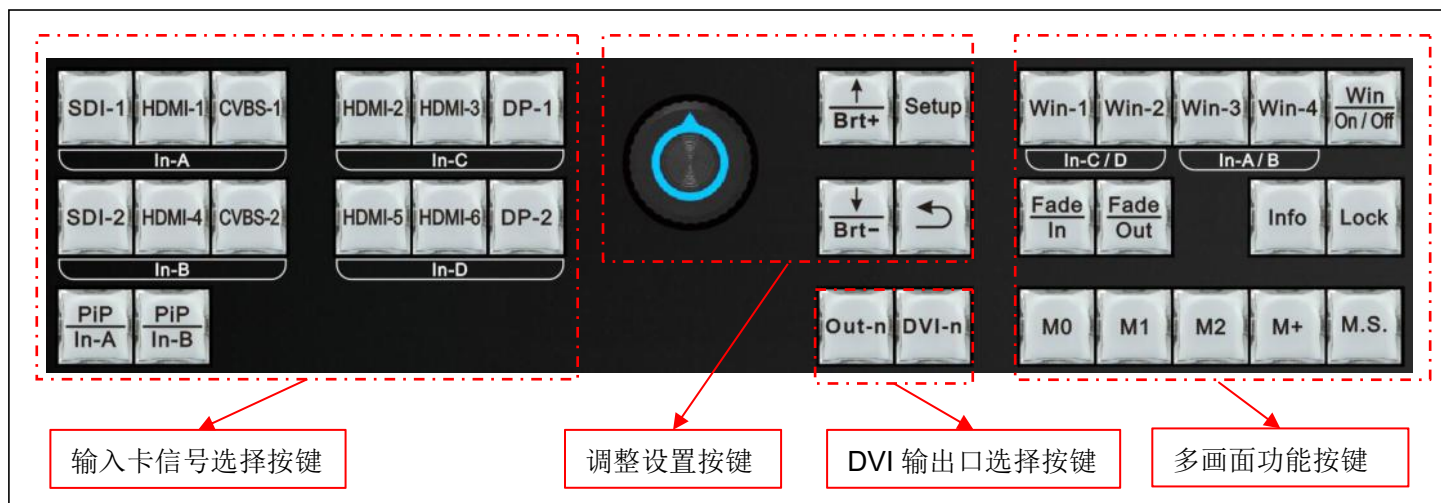 SDI-1 HDMI-1 CVBS-1 HDMI-2 HDMI-3 DP-1 ↑ Brt+ Setup Win-1 Win-2 Win-3 Win-4 Win On / Off
In-A In-C In-C / D In-A / B
SDI-2 HDMI-4 CVBS-2 HDMI-5 HDMI-6 DP-2 ↓ Brt- Fade In Fade Out Info Lock
In-B In-D
PiP In-A PiP In-B Out-n DVI-n M0 M1 M2 M+ M.S.
输入卡信号选择按键 调整设置按键 DVI 输出口选择按键 多画面功能按键